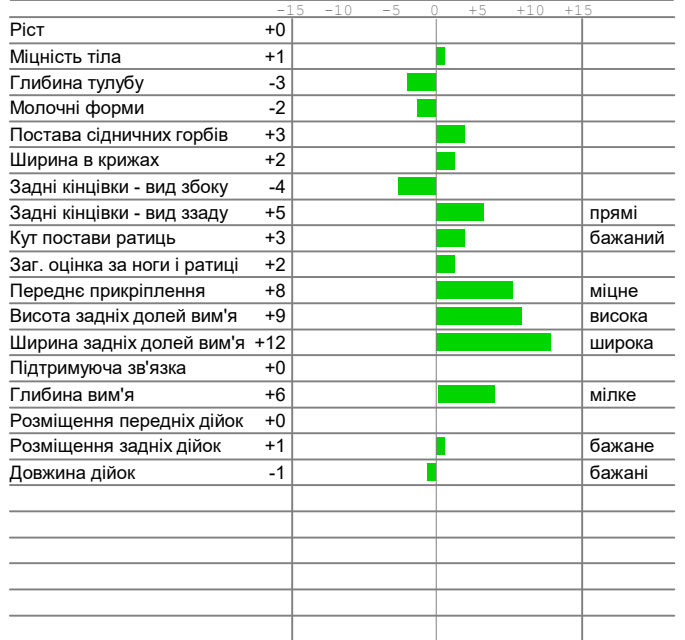 -15 -10 -5 0 +5 +10 +15
Ріст +0
Міцність тіла +1
Глибина тулубу -3
Молочні форми -2
Постава сідничних горбів +3
Ширина в крижах +2
Задні кінцівки - вид збоку -4
Задні кінцівки - вид ззаду +5 прямі
Кут постави ратиць +3 бажаний
Заг. оцінка за ноги і ратиці +2
Переднє прикріплення +8 міцне
Висота задніх долей вим'я +9 висока
Ширина задніх долей вим'я +12 широка
Підтримуюча зв'язка +0
Глибина вим'я +6 мілке
Розміщення передніх дійок +0
Розміщення задніх дійок +1 бажане
Довжина дійок -1 бажані